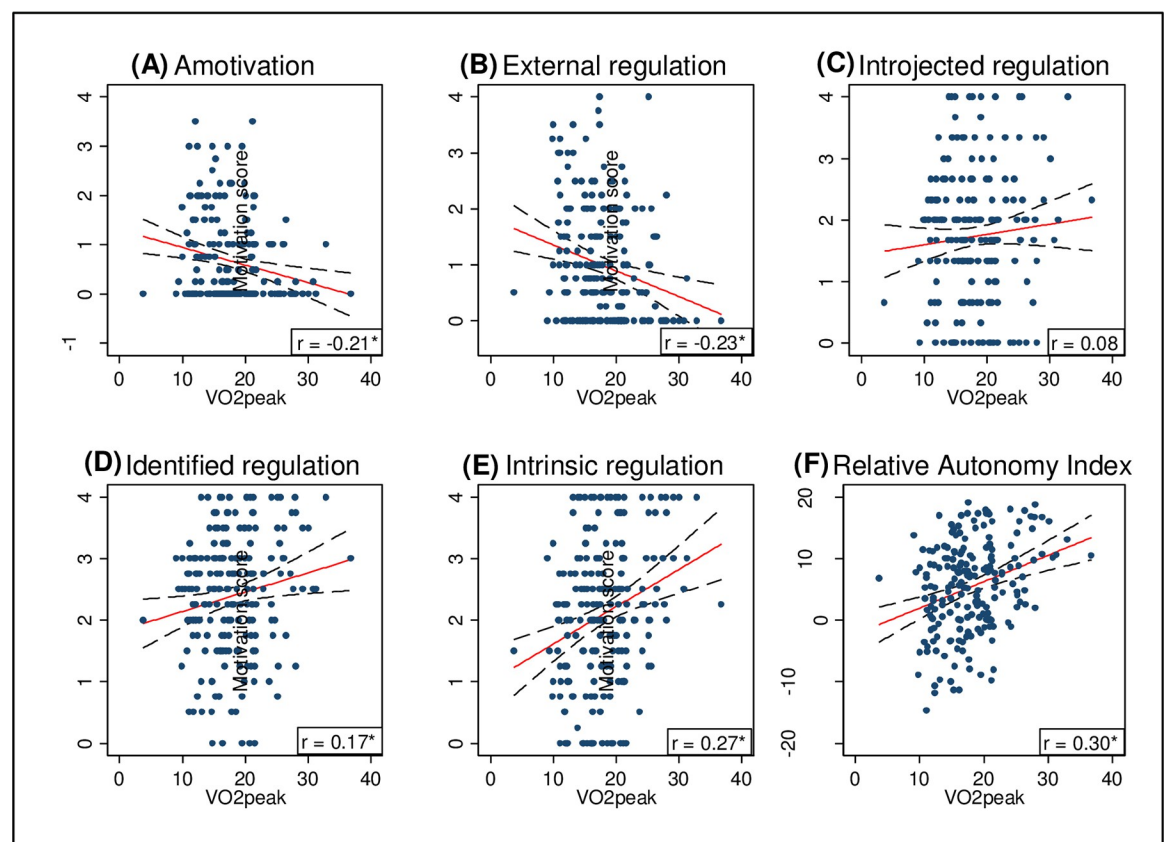 (A) Amotivation
(B) External regulation
(C) Introjected regulation
4
3
2
1
0
-1
Motivation score
r = -0.21*
0 10 20 30 40
VO2peak
4
3
2
1
0
Motivation score
r = -0.23*
0 10 20 30 40
VO2peak
4
3
2
1
0
r = 0.08
0 10 20 30 40
VO2peak
(D) Identified regulation
(E) Intrinsic regulation
(F) Relative Autonomy Index
4
3
2
1
0
Motivation score
r = 0.17*
0 10 20 30 40
VO2peak
4
3
2
1
0
Motivation score
r = 0.27*
0 10 20 30 40
VO2peak
20
10
0
-10
-20
r = 0.30*
0 10 20 30 40
VO2peak